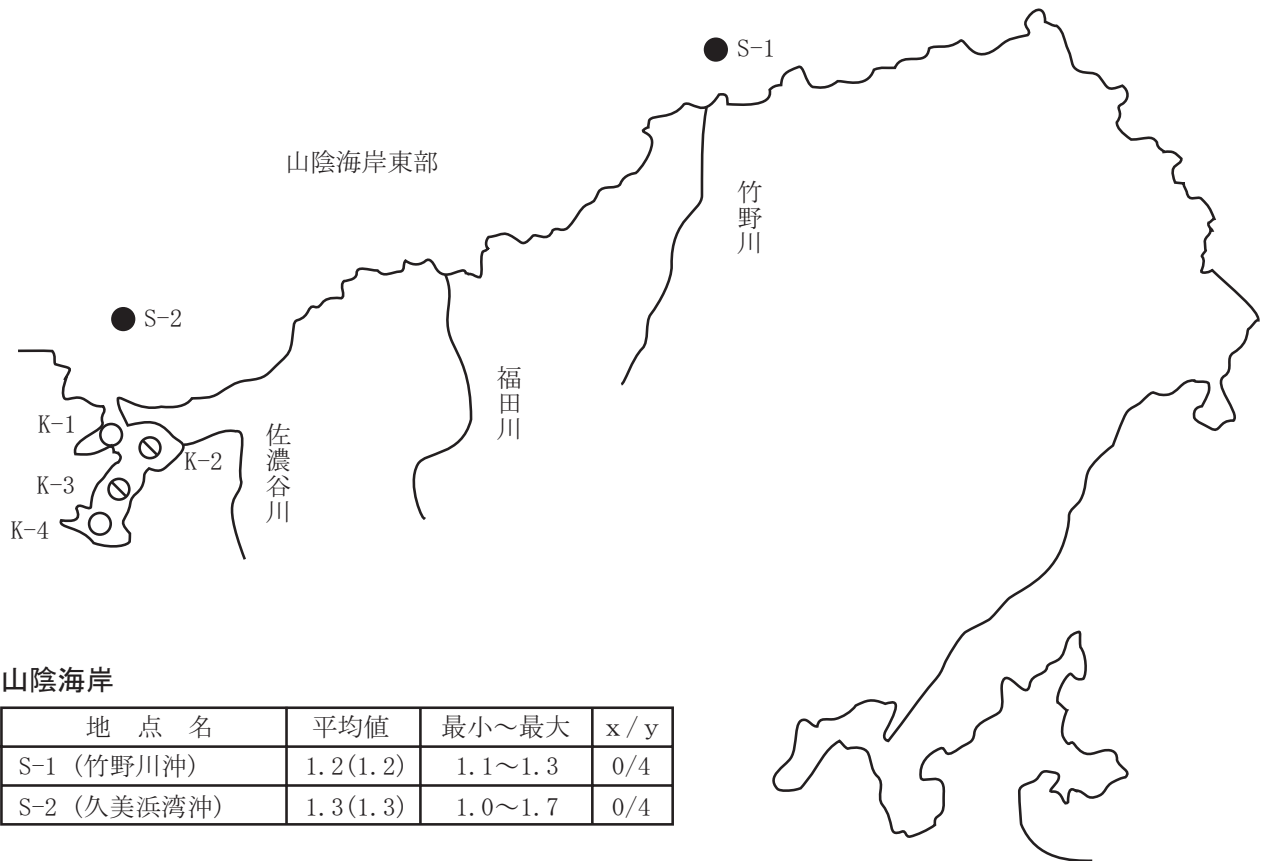 S-1
山陰海岸東部
竹野川
S-2
福田川
K-1
佐濃谷川
K-2
K-3
K-4
山陰海岸
地 点 名 平均値 最小～最大 x/y
S-1 (竹野川沖) 1.2(1.2) 1.1～1.3 0/4
S-2 (久美浜湾沖) 1.3(1.3) 1.0～1.7 0/4